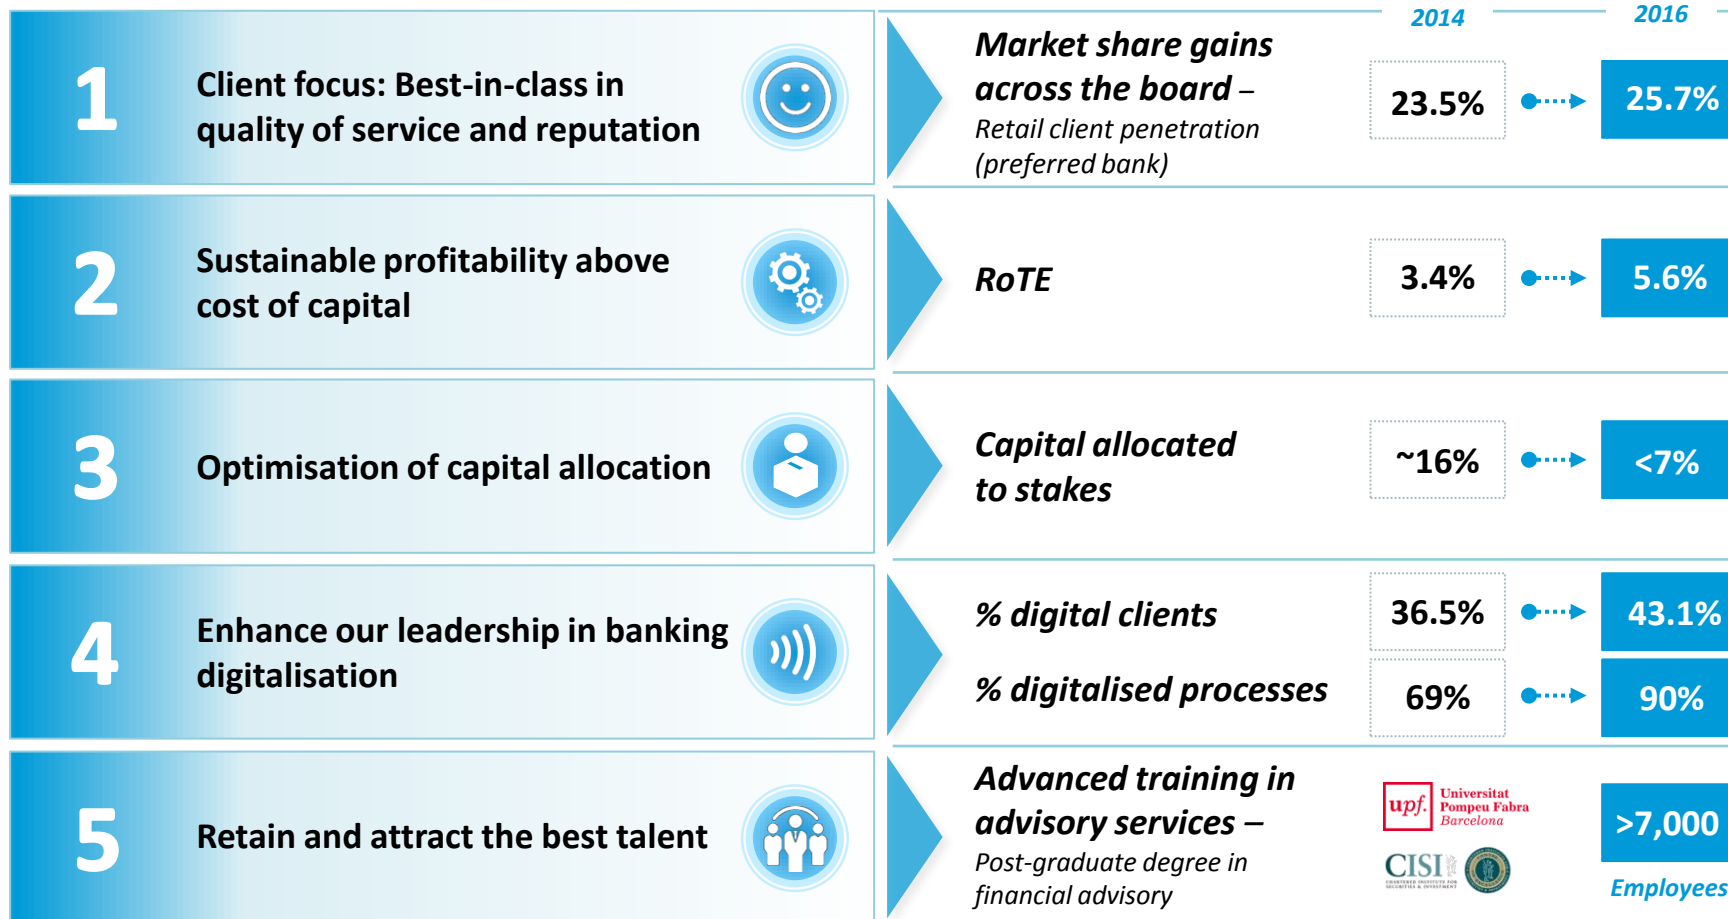 2014
2016
1
Client focus: Best-in-class in
quality of service and reputation
Market share gains
across the board –
Retail client penetration
(preferred bank)
23.5%
25.7%
2
Sustainable profitability above
cost of capital
RoTE
3.4%
5.6%
3
Optimisation of capital allocation
Capital allocated
to stakes
~16%
<7%
4
Enhance our leadership in banking
digitalisation
% digital clients
36.5%
43.1%
% digitalised processes
69%
90%
5
Retain and attract the best talent
Advanced training in
advisory services –
Post-graduate degree in
financial advisory
upf.
Universitat
Pompeu Fabra
Barcelona
CISI
CHARTERED INSTITUTE FOR
SECURITIES & INVESTMENT
>7,000
Employees